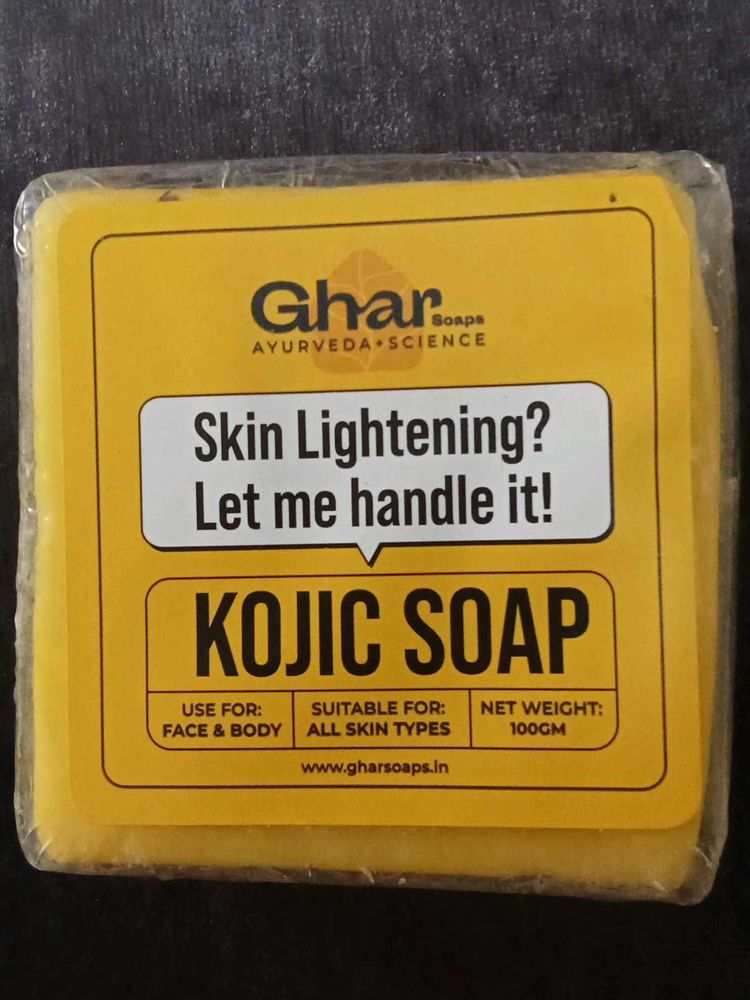 Ghar
Soaps
AYURVEDA+SCIENCE
Skin Lightening?
Let me handle it!
KOJIC SOAP
USE FOR:
FACE & BODY
SUITABLE FOR:
ALL SKIN TYPES
NET WEIGHT:
100GM
www.gharsoaps.in